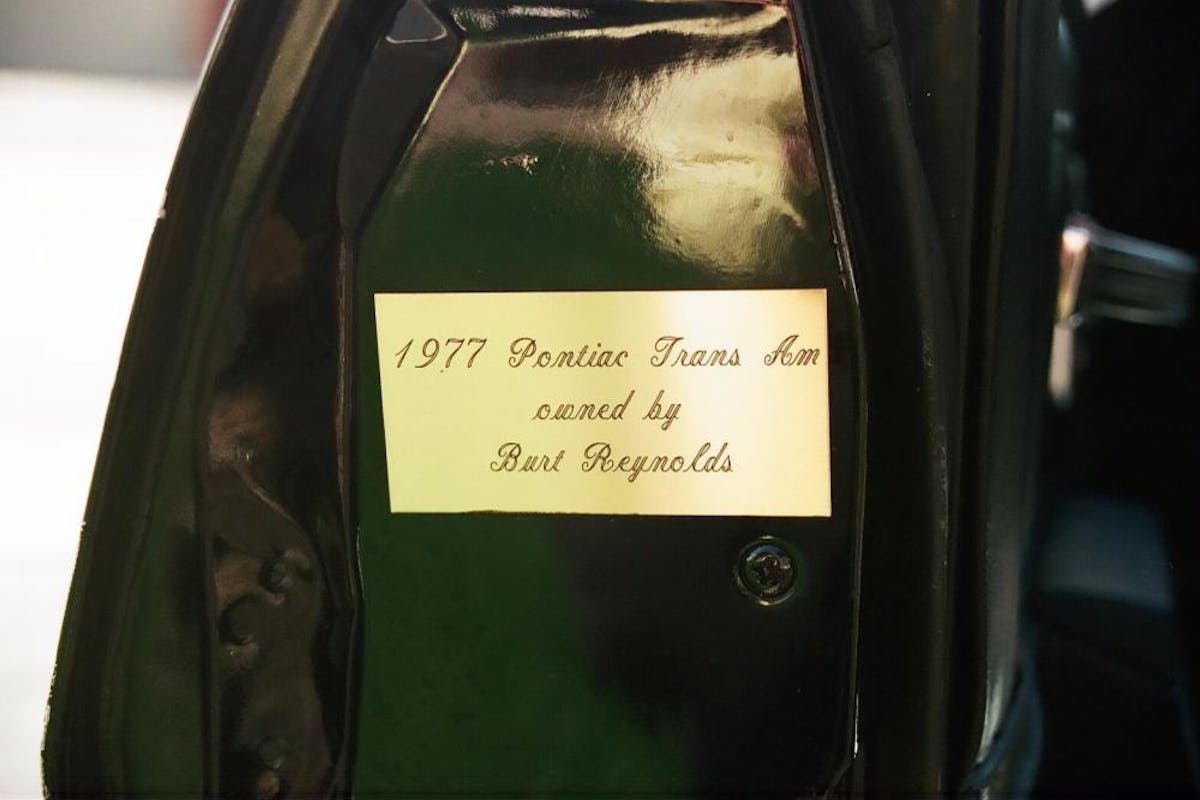 1977 Pontiac Trans Am
owned by
Burt Reynolds